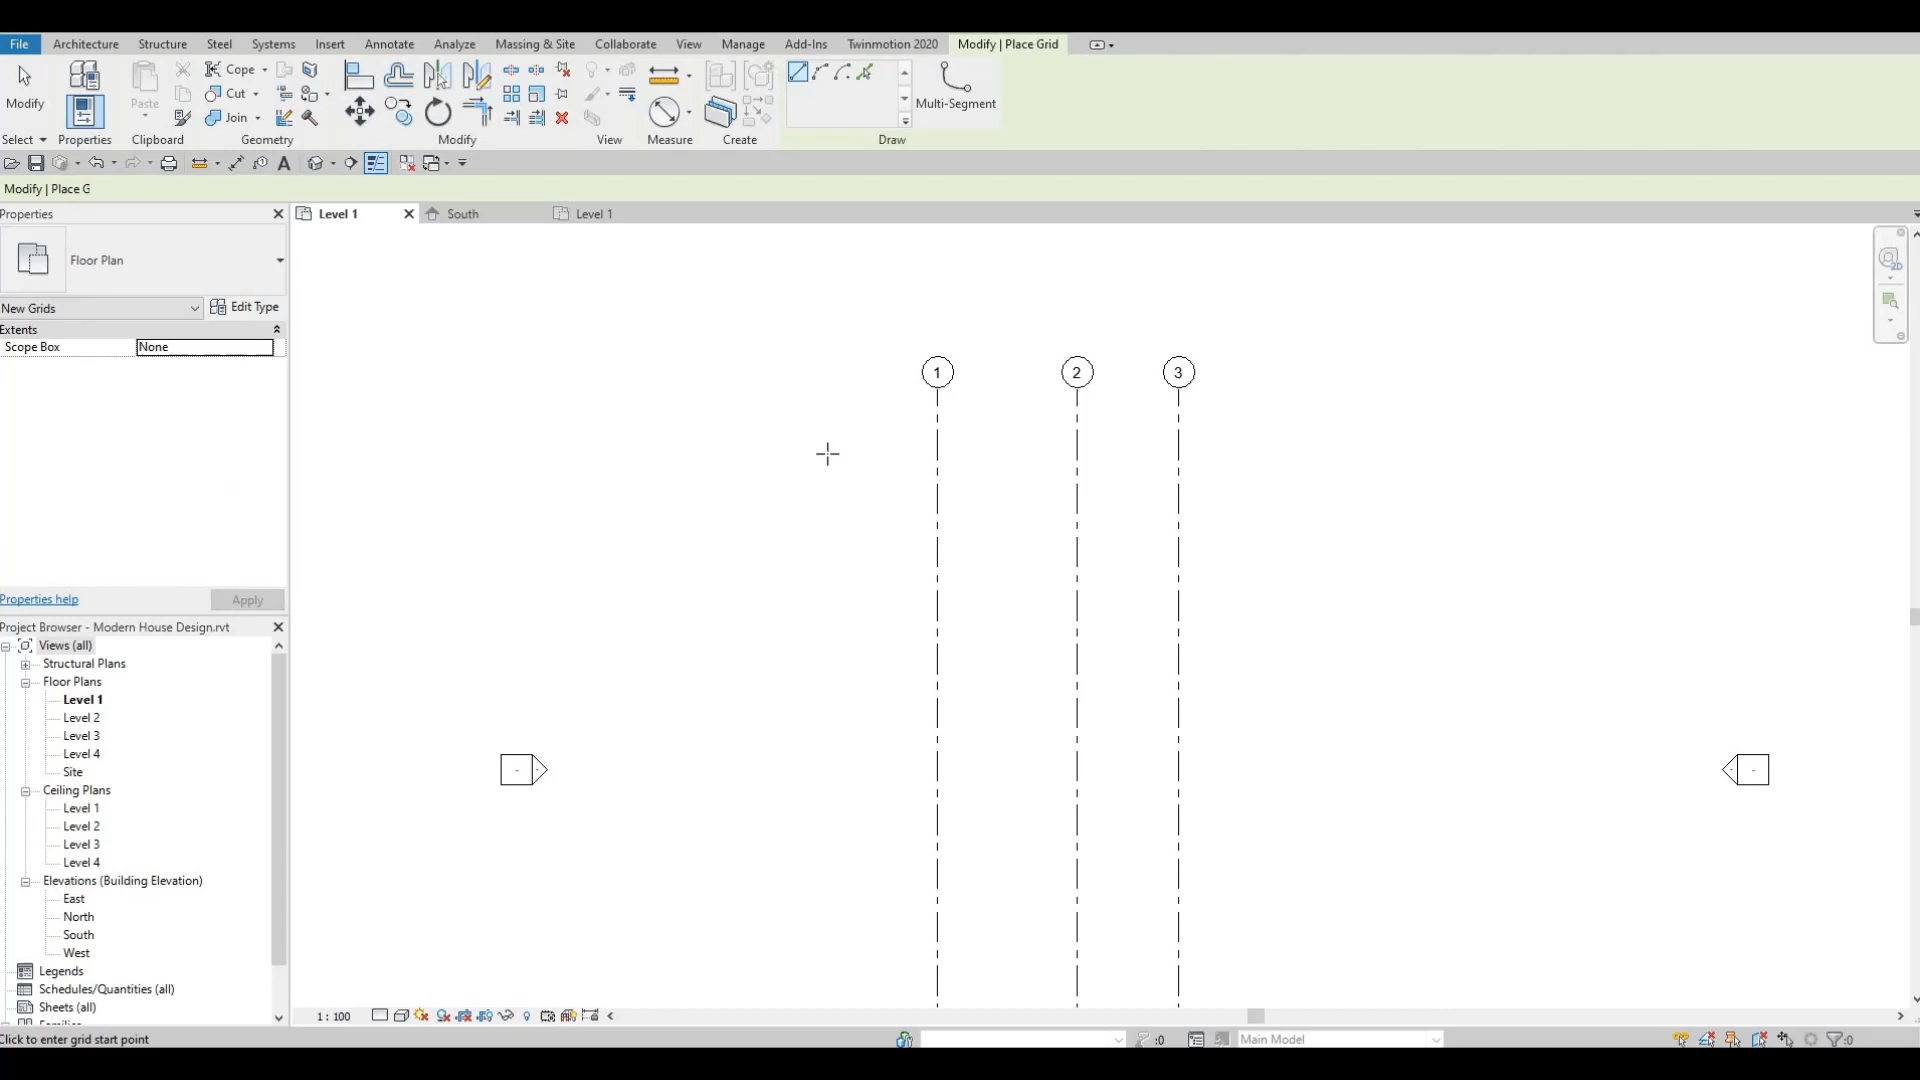 File Architecture Structure Steel Systems Insert Annotate Analyze Massing & Site Collaborate View Manage Add-Ins Twinmotion 2020 Modify | Place Grid
Modify Paste Cope Cut Join Multi-Segment
Select Properties Clipboard Geometry Modify View Measure Create Draw
Modify | Place G
Properties
Level 1 South Level 1
Floor Plan
New Grids Edit Type
Extents
Scope Box None
Properties help Apply
Project Browser - Modern House Design.rvt
Views (all)
Structural Plans
Floor Plans
Level 1
Level 2
Level 3
Level 4
Site
Ceiling Plans
Level 1
Level 2
Level 3
Level 4
Elevations (Building Elevation)
East
North
South
West
Legends
Schedules/Quantities (all)
Sheets (all)
1 2 3
2D
1 : 100
Click to enter grid start point :0 Main Model :0